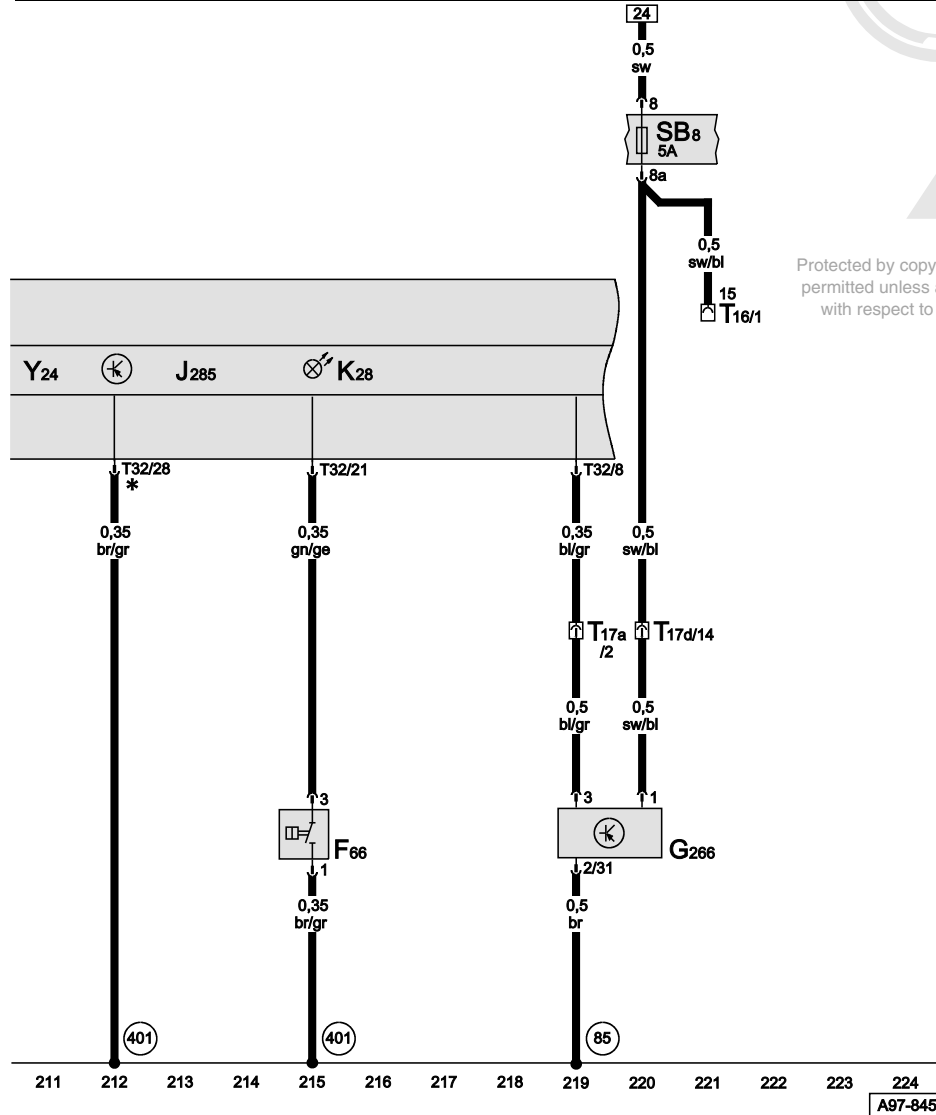 24
0,5
sw
8
SB8
5A
8a
0,5
sw/bl
15
T16/1
Protected by copy
permitted unless
with respect to
Y24 J285 K28
T32/28 T32/21 T32/8
*
0,35 0,35 0,35 0,5
br/gr gn/ge bl/gr sw/bl
T17a T17d/14
/2
0,5 0,5
bl/gr sw/bl
3 3 1
F66 G266
1 2/31
0,35 0,5
br/gr br
401 401 85
211 212 213 214 215 216 217 218 219 220 221 222 223 224
A97-845